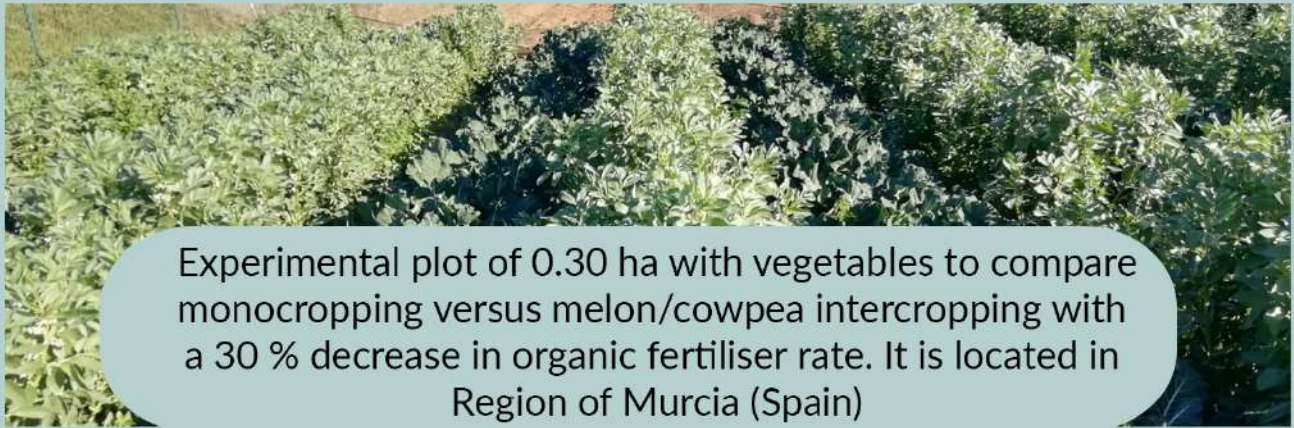 Experimental plot of 0.30 ha with vegetables to compare
monocropping versus melon/cowpea intercropping with
a 30 % decrease in organic fertiliser rate. It is located in
Region of Murcia (Spain)